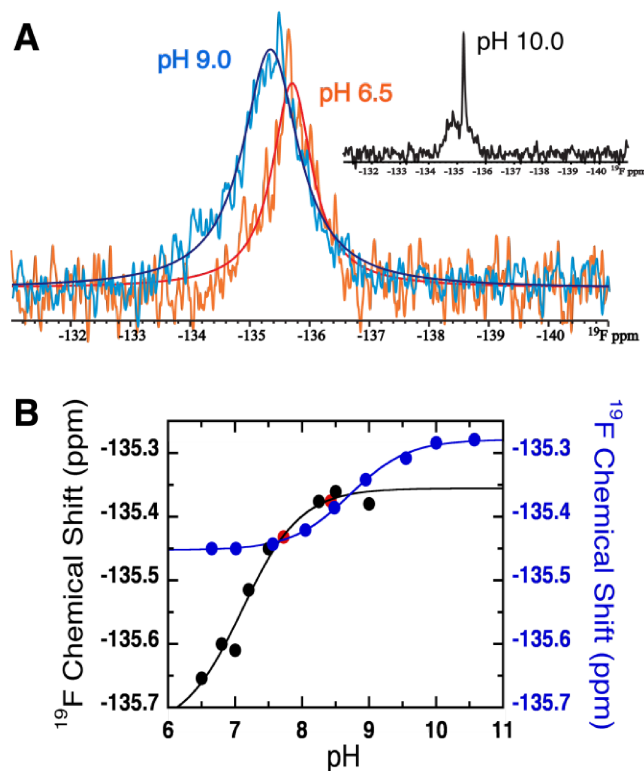 A
pH 9.0
pH 6.5
pH 10.0
-132 -133 -134 -135 -136 -137 -138 -139 -140 ¹⁹F ppm
-132 -133 -134 -135 -136 -137 -138 -139 -140 ¹⁹F ppm
B
¹⁹F Chemical Shift (ppm)
-135.3
-135.4
-135.5
-135.6
-135.7
-135.3
-135.4
-135.5
-135.6
-135.7
¹⁹F Chemical Shift (ppm)
6 7 8 9 10 11
pH